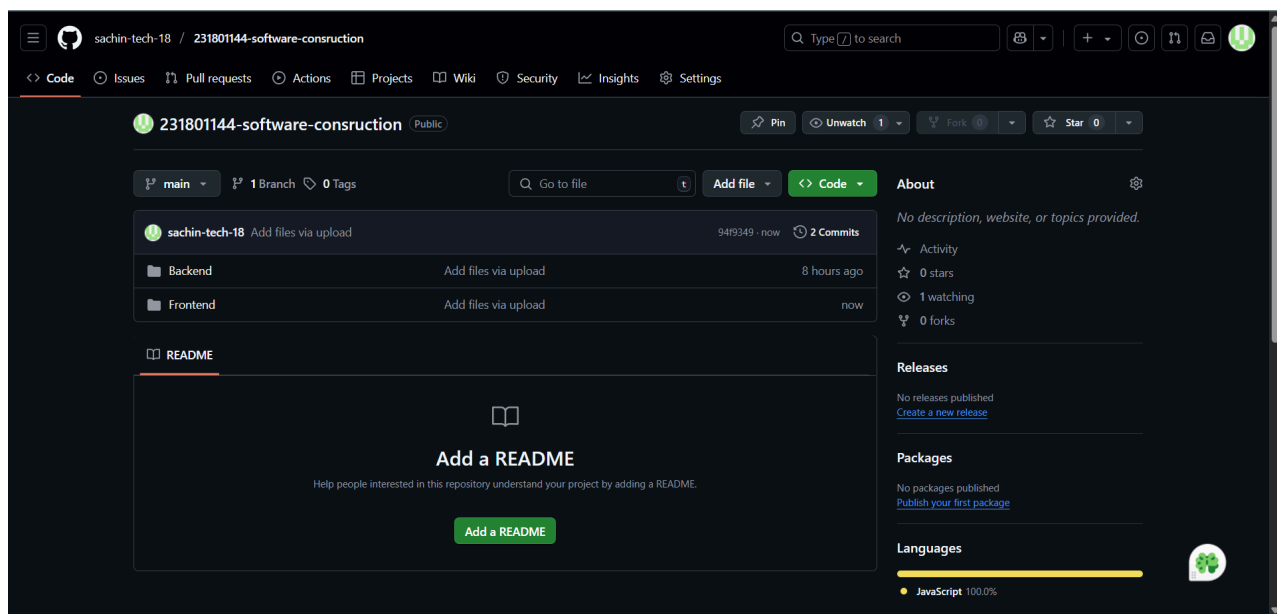 sachin-tech-18 / 231801144-software-consruction
Type / to search
Code Issues Pull requests Actions Projects Wiki Security Insights Settings
231801144-software-consruction Public
Pin Unwatch 1 Fork 0 Star 0
main 1 Branch 0 Tags Go to file t Add file Code
sachin-tech-18 Add files via upload 94f9349 · now 2 Commits
Backend Add files via upload 8 hours ago
Frontend Add files via upload now
README
Add a README
Help people interested in this repository understand your project by adding a README.
Add a README
About
No description, website, or topics provided.
Activity
0 stars
1 watching
0 forks
Releases
No releases published
Create a new release
Packages
No packages published
Publish your first package
Languages
JavaScript 100.0%